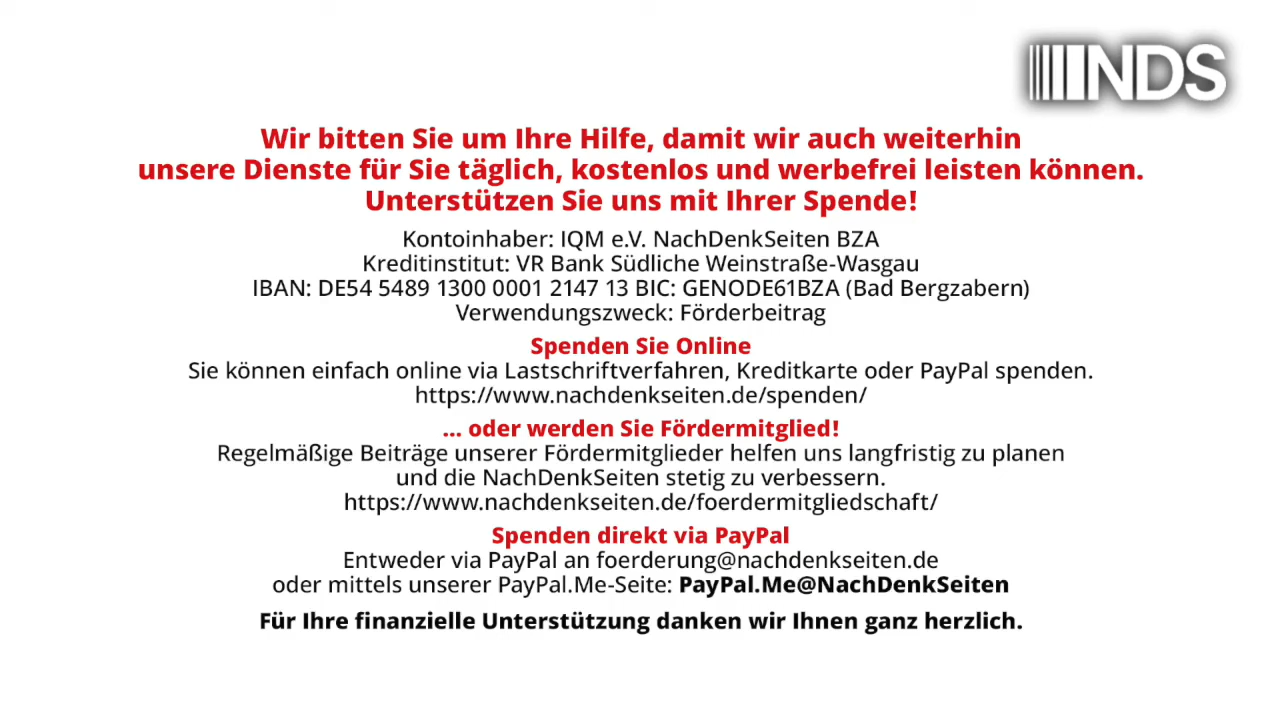 NDS
Wir bitten Sie um Ihre Hilfe, damit wir auch weiterhin
unsere Dienste für Sie täglich, kostenlos und werbefrei leisten können.
Unterstützen Sie uns mit Ihrer Spende!
Kontoinhaber: IQM e.V. NachDenkSeiten BZA
Kreditinstitut: VR Bank Südliche Weinstraße-Wasgau
IBAN: DE54 5489 1300 0001 2147 13 BIC: GENODE61BZA (Bad Bergzabern)
Verwendungszweck: Förderbeitrag
Spenden Sie Online
Sie können einfach online via Lastschriftverfahren, Kreditkarte oder PayPal spenden.
https://www.nachdenkseiten.de/spenden/
... oder werden Sie Fördermitglied!
Regelmäßige Beiträge unserer Fördermitglieder helfen uns langfristig zu planen
und die NachDenkSeiten stetig zu verbessern.
https://www.nachdenkseiten.de/foerdermitgliedschaft/
Spenden direkt via PayPal
Entweder via PayPal an foerderung@nachdenkseiten.de
oder mittels unserer PayPal.Me-Seite: PayPal.Me@NachDenkSeiten
Für Ihre finanzielle Unterstützung danken wir Ihnen ganz herzlich.